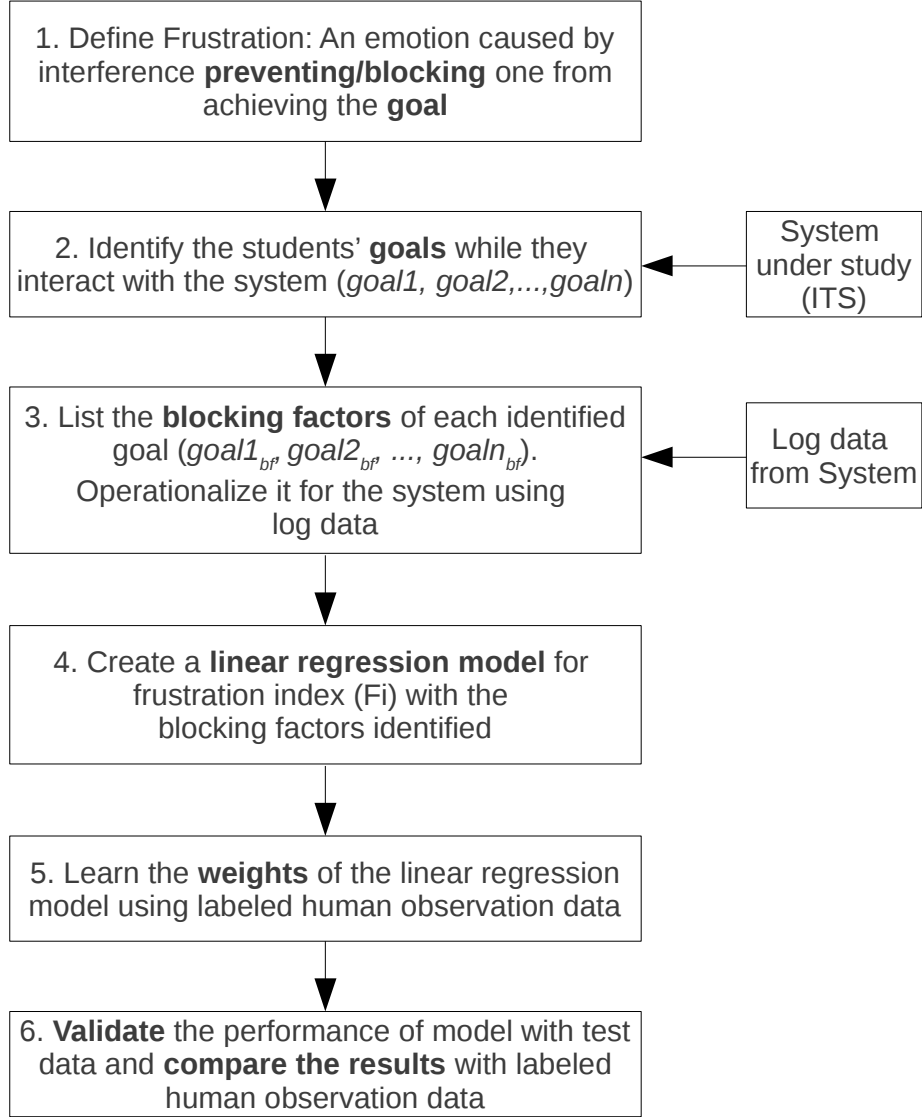 1. Define Frustration: An emotion caused by
interference preventing/blocking one from
achieving the goal
2. Identify the students’ goals while they
interact with the system (goal1, goal2,...,goaln)
System
under study
(ITS)
3. List the blocking factors of each identified
goal (goal1bf, goal2bf, ..., goalnbf).
Operationalize it for the system using
log data
Log data
from System
4. Create a linear regression model for
frustration index (Fi) with the
blocking factors identified
5. Learn the weights of the linear regression
model using labeled human observation data
6. Validate the performance of model with test
data and compare the results with labeled
human observation data